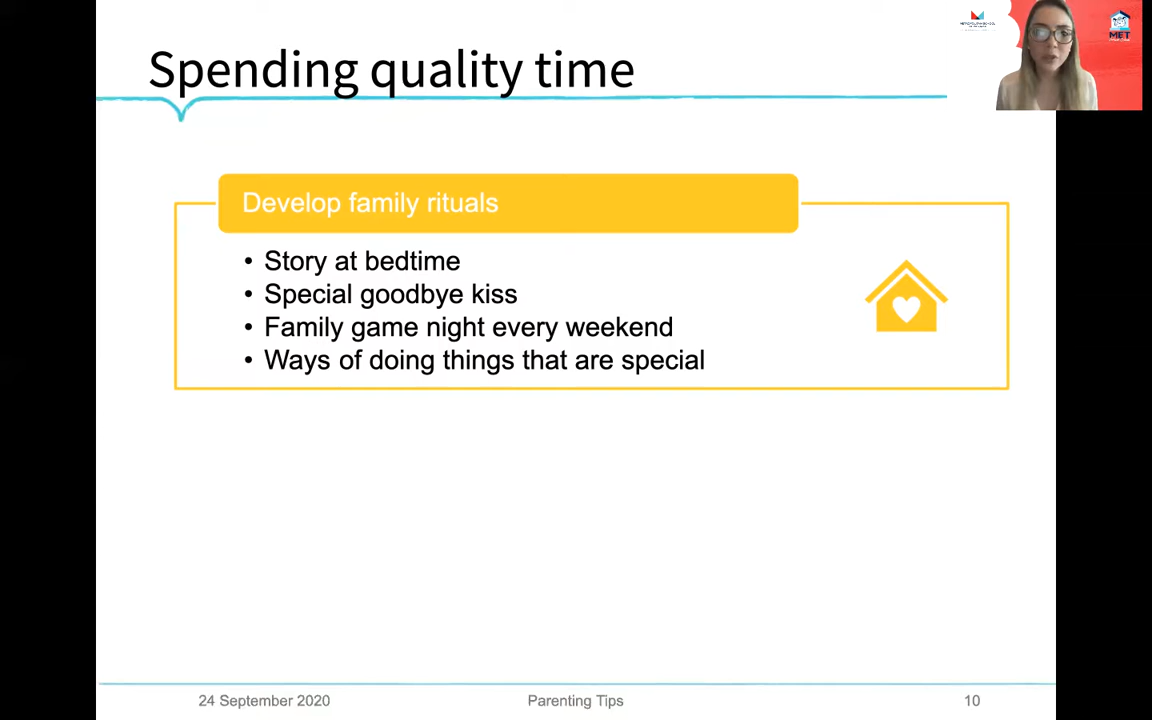 Spending quality time
MET
Develop family rituals
• Story at bedtime
• Special goodbye kiss
• Family game night every weekend
• Ways of doing things that are special
24 September 2020
Parenting Tips
10